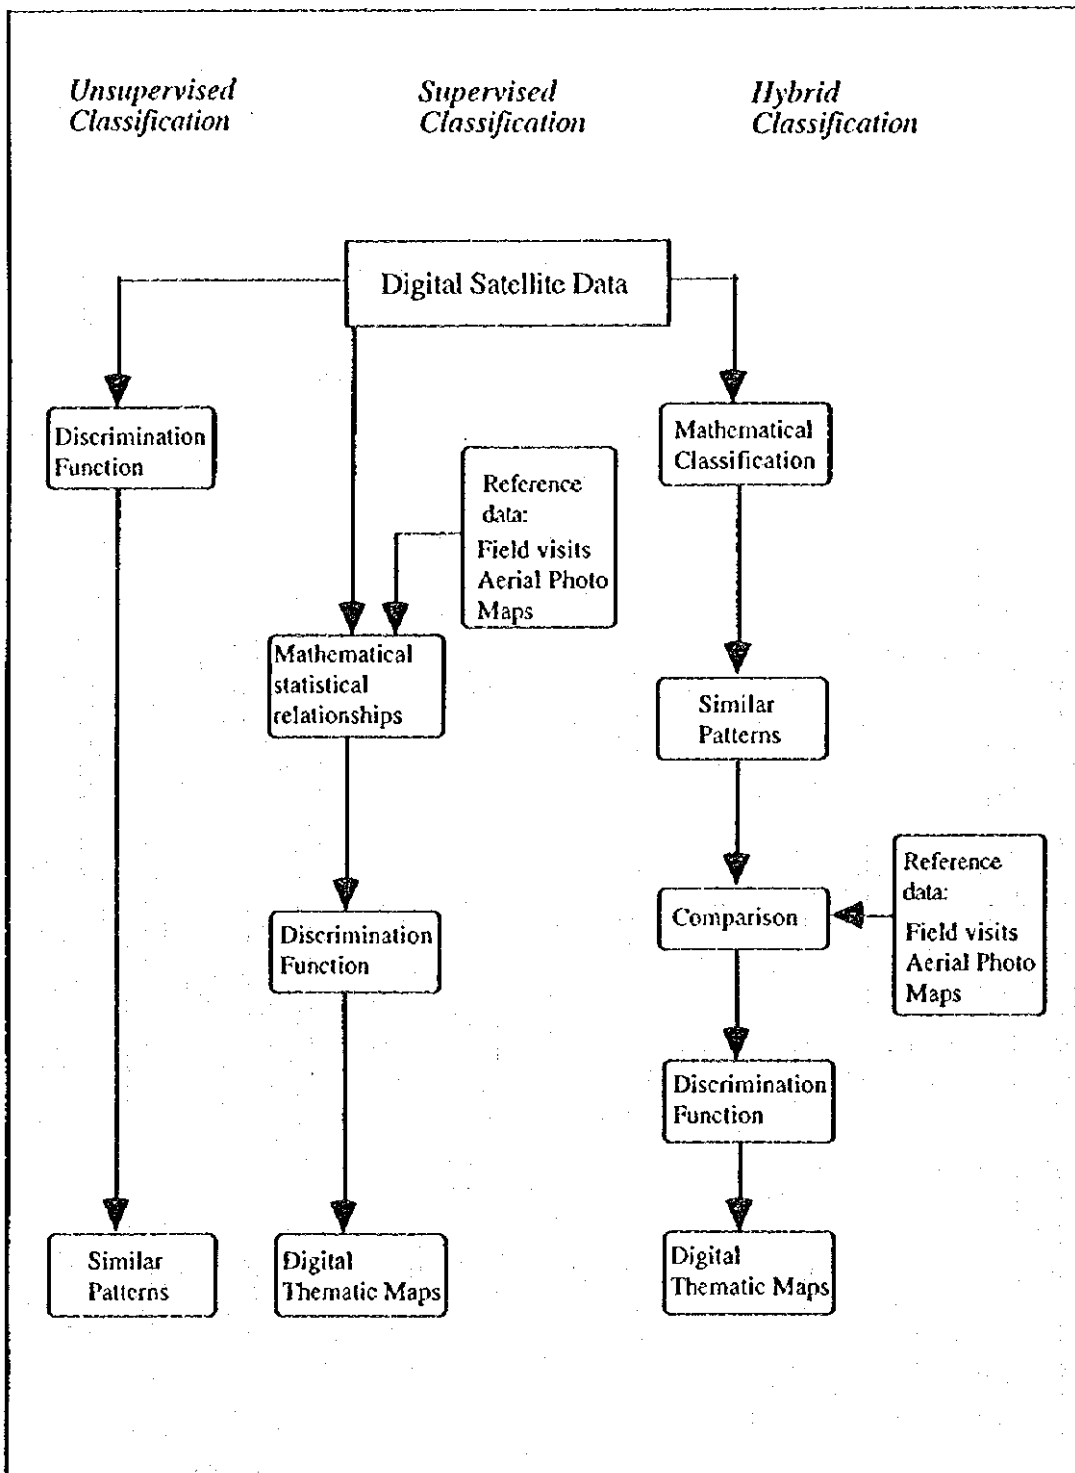 Unsupervised
Classification
Supervised
Classification
Hybrid
Classification
Digital Satellite Data
Discrimination
Function
Similar
Patterns
Reference
data:
Field visits
Aerial Photo
Maps
Mathematical
statistical
relationships
Discrimination
Function
Digital
Thematic Maps
Mathematical
Classification
Similar
Patterns
Comparison
Reference
data:
Field visits
Aerial Photo
Maps
Discrimination
Function
Digital
Thematic Maps